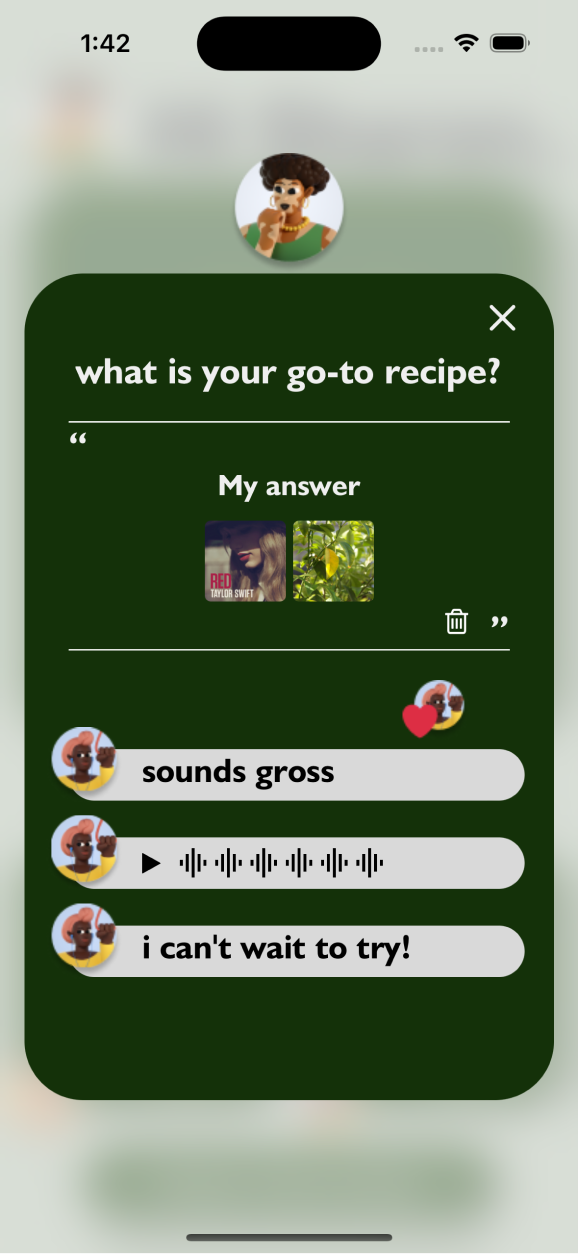 1:42
what is your go-to recipe?
“
My answer
RED
TAYLOR SWIFT
”
sounds gross
i can't wait to try!